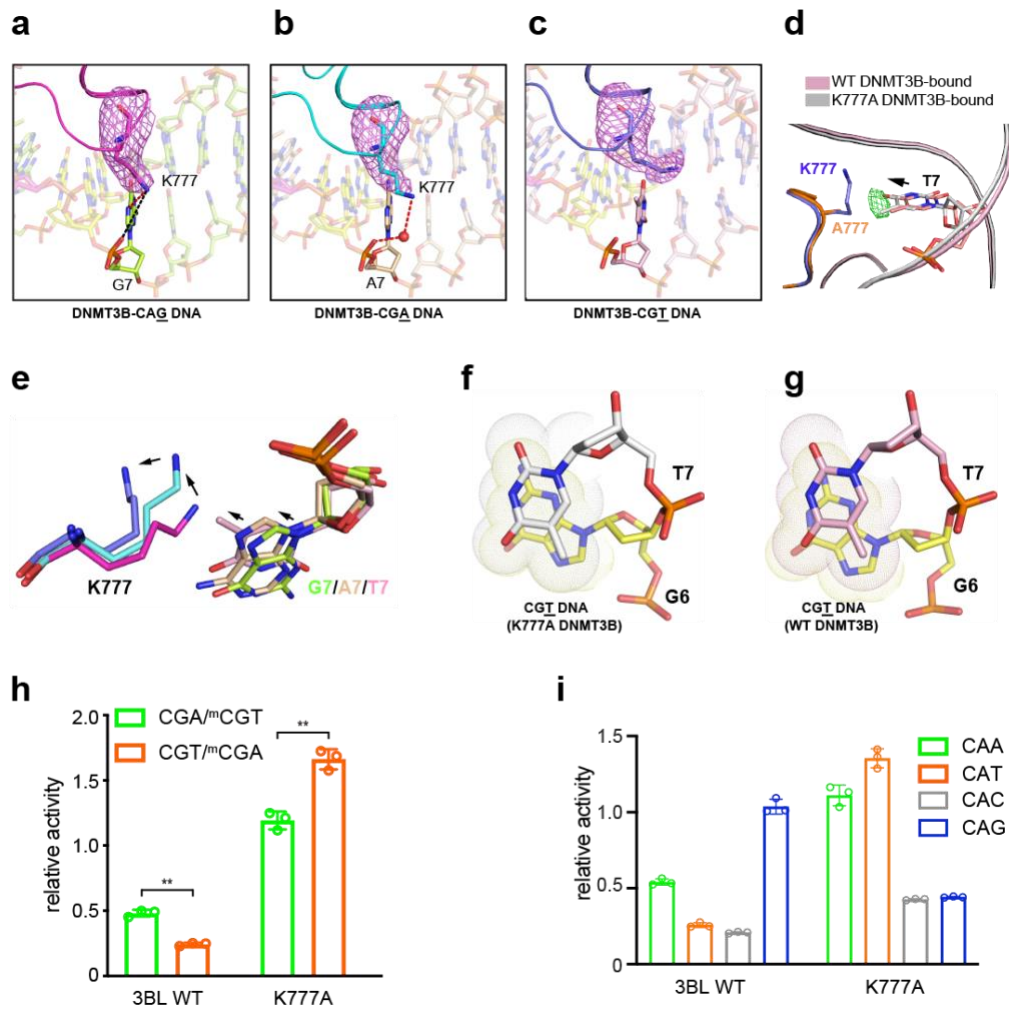 a
b
c
d
K777
G7
DNMT3B-CAG DNA
K777
A7
DNMT3B-CGA DNA
DNMT3B-CGT DNA
WT DNMT3B-bound
K777A DNMT3B-bound
K777
T7
A777
e
f
g
K777
G7/A7/T7
T7
G6
CGT DNA
(K777A DNMT3B)
T7
G6
CGT DNA
(WT DNMT3B)
h
relative activity
2.0
1.5
1.0
0.5
0
CGA/ᵐCGT
CGT/ᵐCGA
**
**
3BL WT
K777A
i
relative activity
1.5
1.0
0.5
0
CAA
CAT
CAC
CAG
3BL WT
K777A